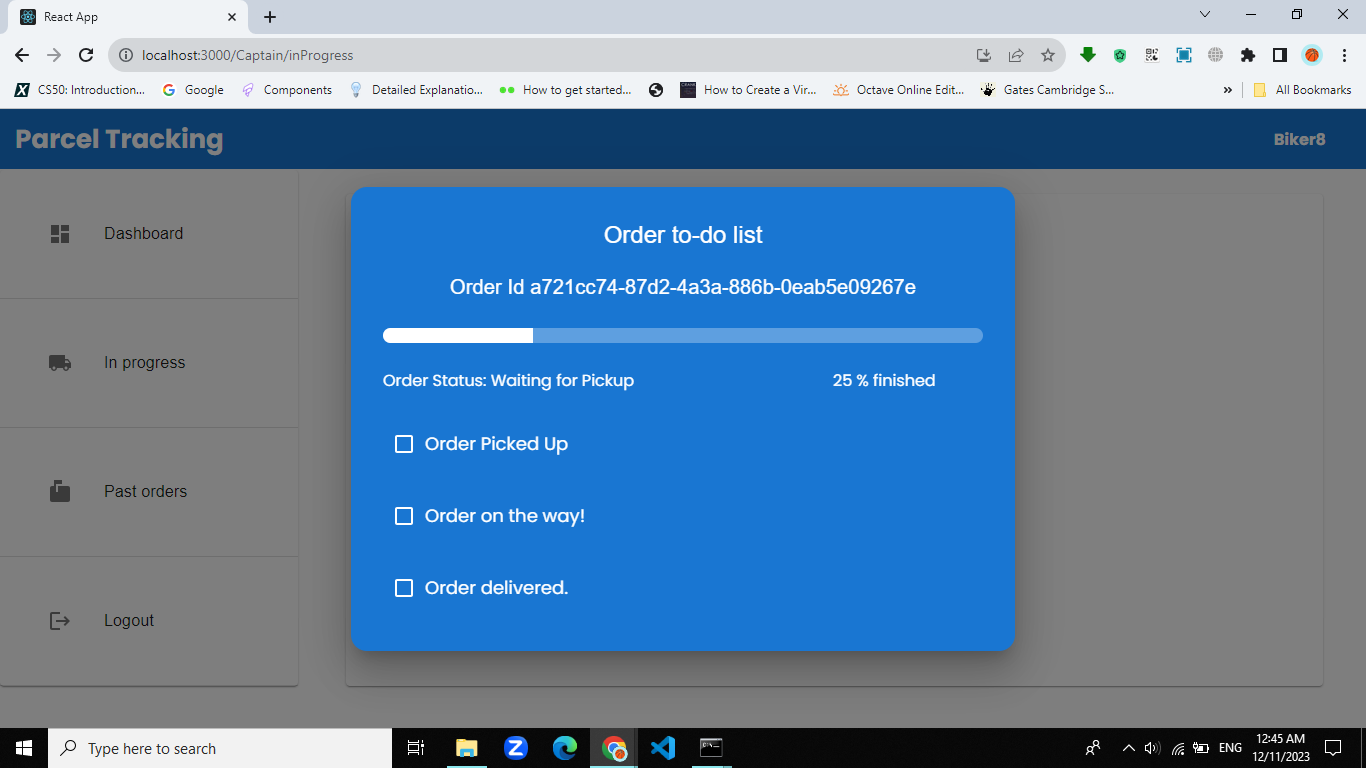 React App
localhost:3000/Captain/inProgress
CS50: Introduction...
Google
Components
Detailed Explanatio...
How to get started...
How to Create a Vir...
Octave Online Edit...
Gates Cambridge S...
»
All Bookmarks
Parcel Tracking
Biker8
Dashboard
In progress
Past orders
Logout
Order to-do list
Order Id a721cc74-87d2-4a3a-886b-0eab5e09267e
Order Status: Waiting for Pickup
25 % finished
Order Picked Up
Order on the way!
Order delivered.
Type here to search
ENG
12:45 AM
12/11/2023